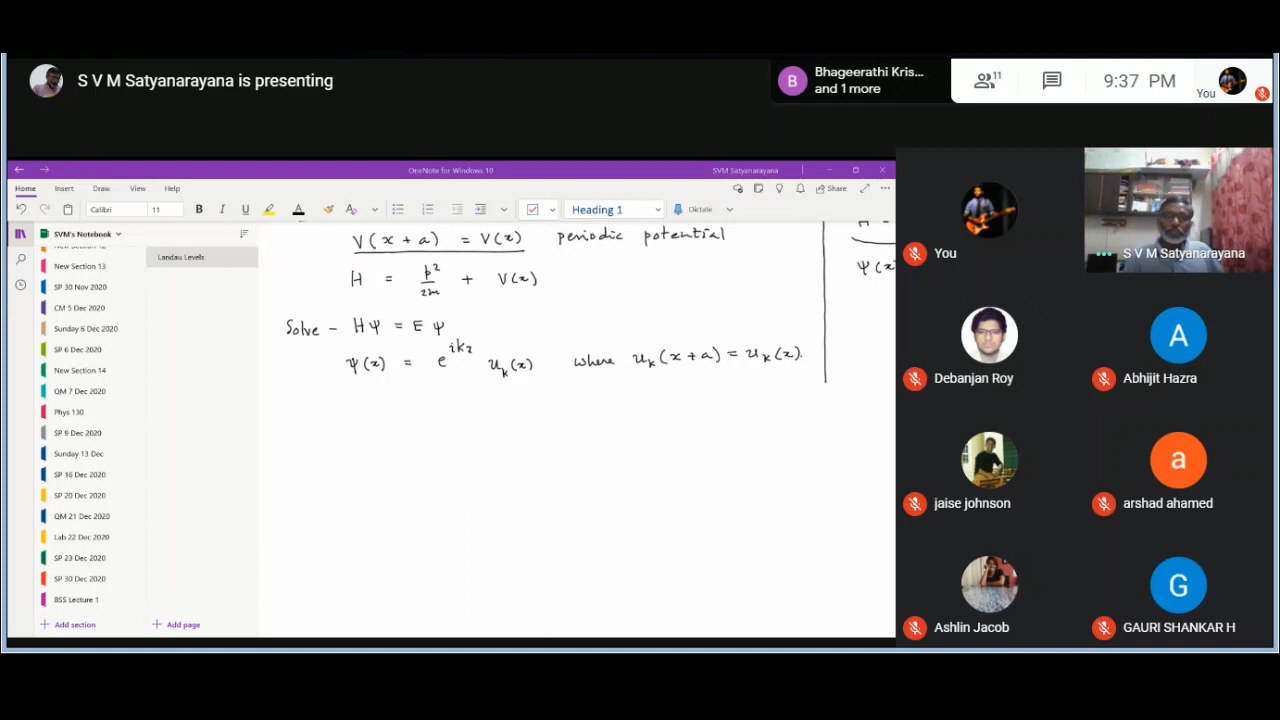 S V M Satyanarayana is presenting
Bhageerathi Kris...
and 1 more
11
9:37 PM
You
B
OneNote for Windows 10
SVM Satyanarayana
Home Insert Draw View Help
Share
Calibri 11 B I U A Heading 1 Dictate
SVM's Notebook
New Section 13
SP 30 Nov 2020
CM 5 Dec 2020
Sunday 6 Dec 2020
SP 6 Dec 2020
New Section 14
QM 7 Dec 2020
Phys 130
SP 9 Dec 2020
Sunday 13 Dec
SP 16 Dec 2020
SP 20 Dec 2020
QM 21 Dec 2020
Lab 22 Dec 2020
SP 23 Dec 2020
SP 30 Dec 2020
BSS Lecture 1
+ Add section
+ Add page
Landau Levels
V(x + a) = V(x) periodic potential
H = p²/2m + V(x)
Solve - Hψ = E ψ
ψ(x) = e^{ikx} u_k(x) where u_k(x + a) = u_k(x).
ψ(x
You
S V M Satyanarayana
Debanjan Roy
A
Abhijit Hazra
jaise johnson
a
arshad ahamed
Ashlin Jacob
G
GAURI SHANKAR H